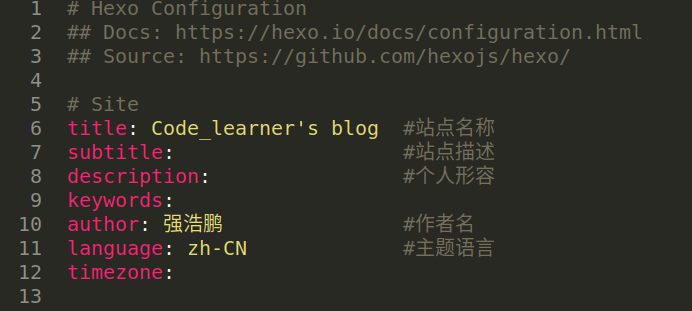 1 # Hexo Configuration
2 ## Docs: https://hexo.io/docs/configuration.html
3 ## Source: https://github.com/hexojs/hexo/
4
5 # Site
6 title: Code_learner's blog  #站点名称
7 subtitle:                   #站点描述
8 description:                #个人形容
9 keywords:
10 author: 强浩鹏               #作者名
11 language: zh-CN             #主题语言
12 timezone:
13